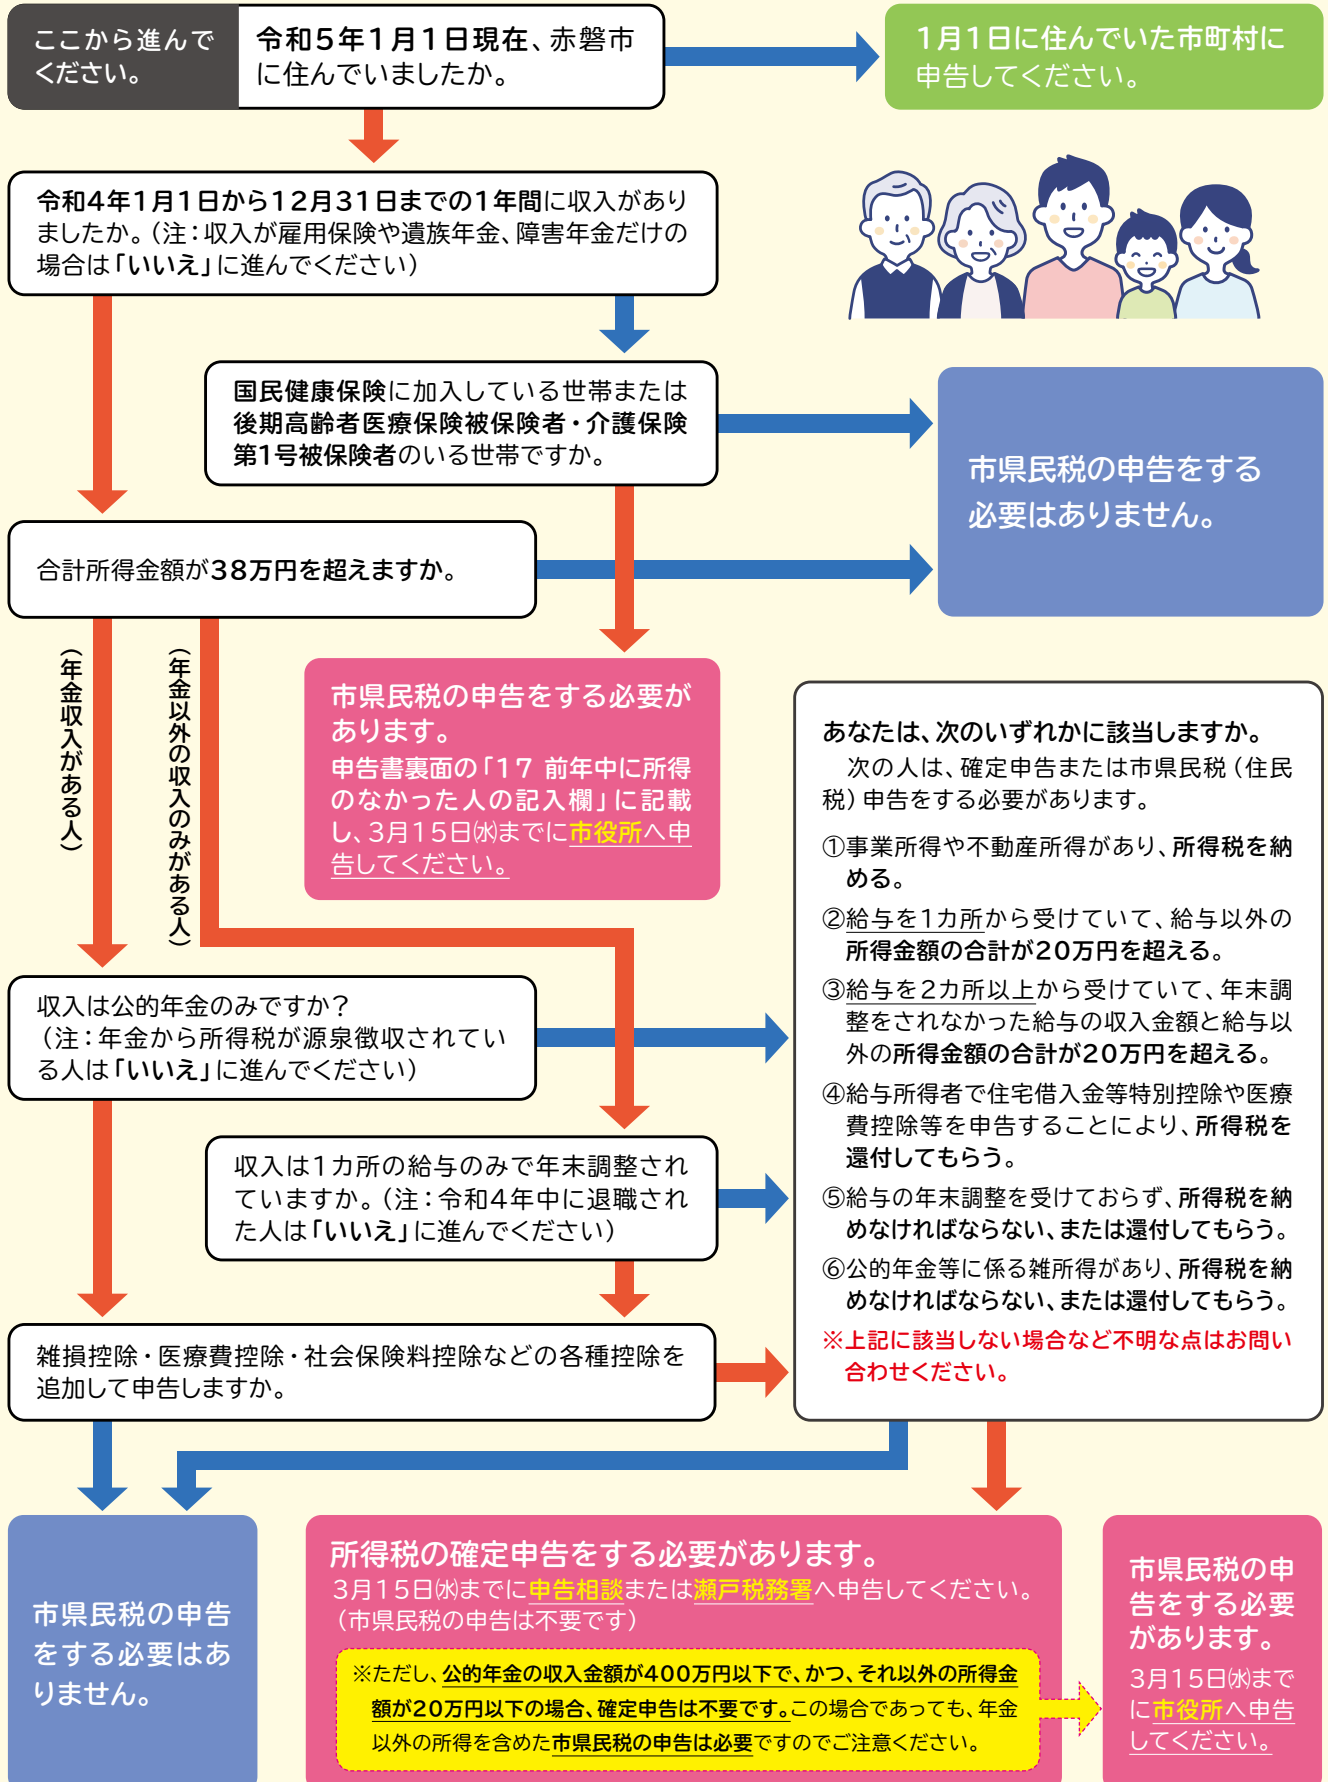 ここから進んで
ください。
令和5年1月1日現在、赤磐市
に住んでいましたか。
1月1日に住んでいた市町村に
申告してください。
令和4年1月1日から12月31日までの1年間に収入があり
ましたか。（注：収入が雇用保険や遺族年金、障害年金だけの
場合は「いいえ」に進んでください）
国民健康保険に加入している世帯または
後期高齢者医療保険被保険者・介護保険
第1号被保険者のいる世帯ですか。
市県民税の申告をする
必要はありません。
合計所得金額が38万円を超えますか。
（年金収入がある人）
（年金以外の収入のみがある人）
市県民税の申告をする必要が
あります。
申告書裏面の「17 前年中に所得
のなかった人の記入欄」に記載
し、3月15日㈬までに市役所へ申
告してください。
収入は公的年金のみですか？
（注：年金から所得税が源泉徴収されてい
る人は「いいえ」に進んでください）
収入は1カ所の給与のみで年末調整され
ていますか。（注：令和4年中に退職され
た人は「いいえ」に進んでください）
雑損控除・医療費控除・社会保険料控除などの各種控除を
追加して申告しますか。
あなたは、次のいずれかに該当しますか。
次の人は、確定申告または市県民税（住民
税）申告をする必要があります。
①事業所得や不動産所得があり、所得税を納
める。
②給与を1カ所から受けていて、給与以外の
所得金額の合計が20万円を超える。
③給与を2カ所以上から受けていて、年末調
整をされなかった給与の収入金額と給与以
外の所得金額の合計が20万円を超える。
④給与所得者で住宅借入金等特別控除や医療
費控除等を申告することにより、所得税を
還付してもらう。
⑤給与の年末調整を受けておらず、所得税を納
めなければならない、または還付してもらう。
⑥公的年金等に係る雑所得があり、所得税を納
めなければならない、または還付してもらう。
※上記に該当しない場合など不明な点はお問い
合わせください。
市県民税の申告
をする必要はあ
りません。
所得税の確定申告をする必要があります。
3月15日㈬までに申告相談または瀬戸税務署へ申告してください。
（市県民税の申告は不要です）
※ただし、公的年金の収入金額が400万円以下で、かつ、それ以外の所得金
額が20万円以下の場合、確定申告は不要です。この場合であっても、年金
以外の所得を含めた市県民税の申告は必要ですのでご注意ください。
市県民税の申
告をする必要
があります。
3月15日㈬まで
に市役所へ申告
してください。